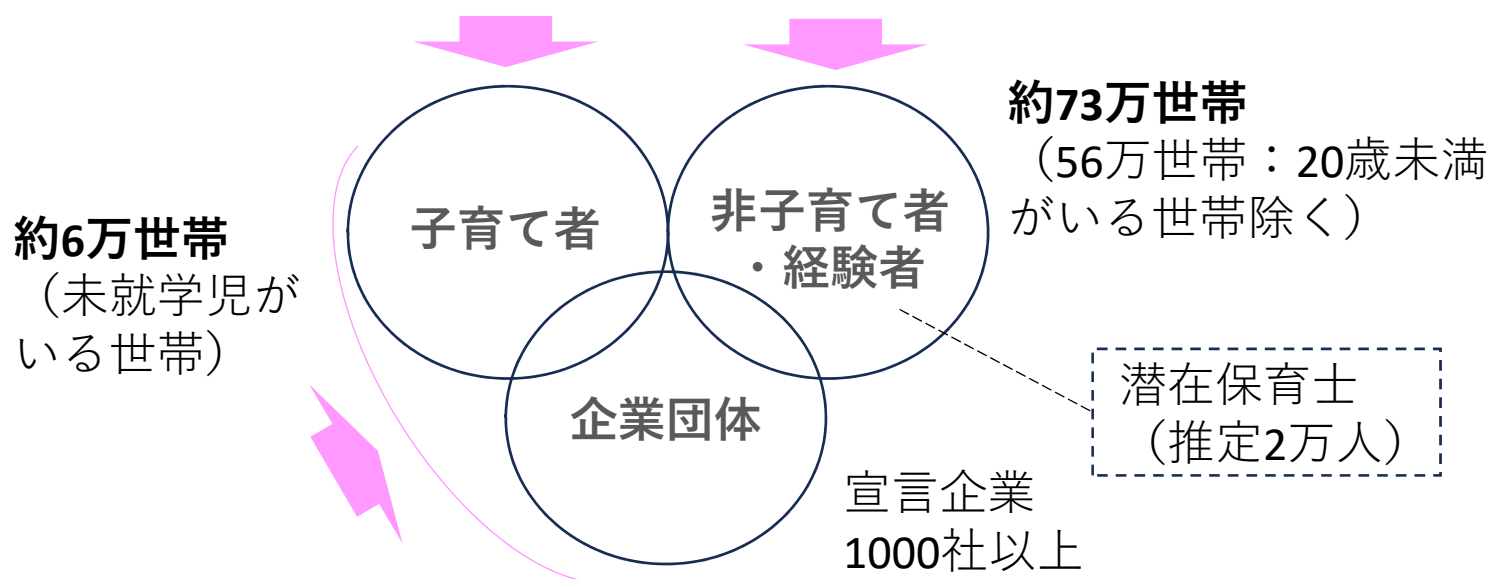 約73万世帯
（56万世帯：20歳未満
がいる世帯除く）
子育て者
非子育て者
・経験者
約6万世帯
（未就学児が
いる世帯）
潜在保育士
（推定2万人）
企業団体
宣言企業
1000社以上